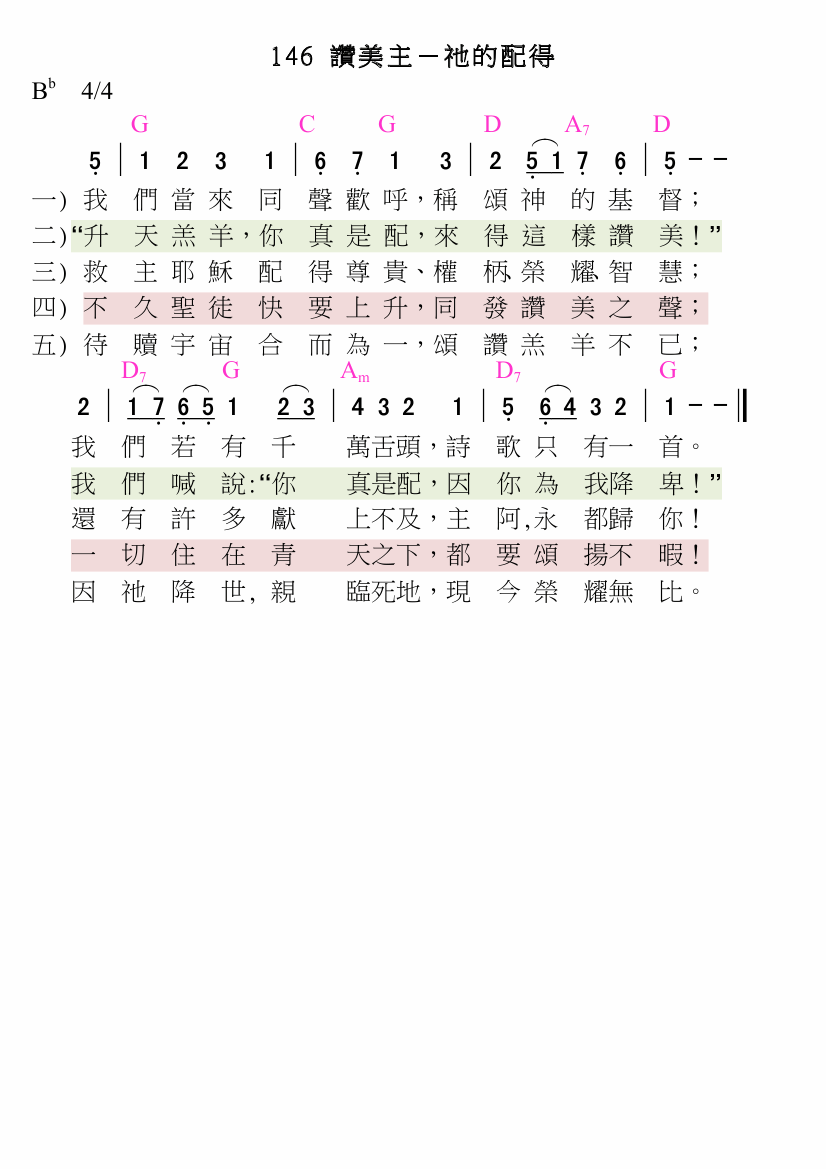 146 讚美主－祂的配得
Bb 4/4
G C G D A7 D
5 | 1 2 3 1 | 6 7 1 3 | 2 5 1 7 6 | 5 - -
一) 我們當來同聲歡呼，稱頌神的基督；
二)“升天羔羊，你真是配，來得這樣讚美！”
三) 救主耶穌配得尊貴、權柄、榮耀、智慧；
四) 不久聖徒快要上升，同發讚美之聲；
五) 待贖宇宙合而為一，頌讚羔羊不已；
D7 G Am D7 G
2 | 1 7 6 5 1 2 3 | 4 3 2 1 | 5 6 4 3 2 | 1 - - ‖
我們若有千萬舌頭，詩歌只有一首。
我們喊說：“你真是配，因你為我降卑！”
還有許多獻上不及，主阿，永都歸你！
一切住在青天之下，都要頌揚不暇！
因祂降世，親臨死地，現今榮耀無比。